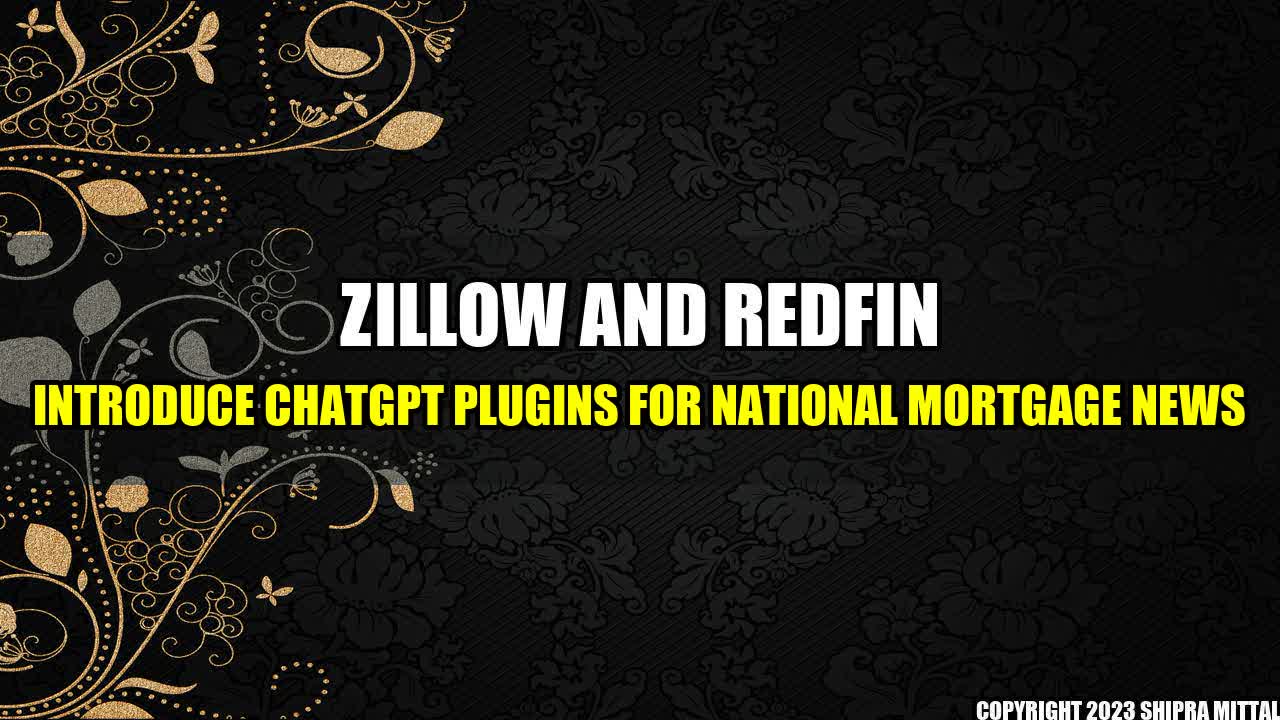 ZILLOW AND REDFIN
INTRODUCE CHATGPT PLUGINS FOR NATIONAL MORTGAGE NEWS
COPYRIGHT 2023 SHIPRA MITTAL